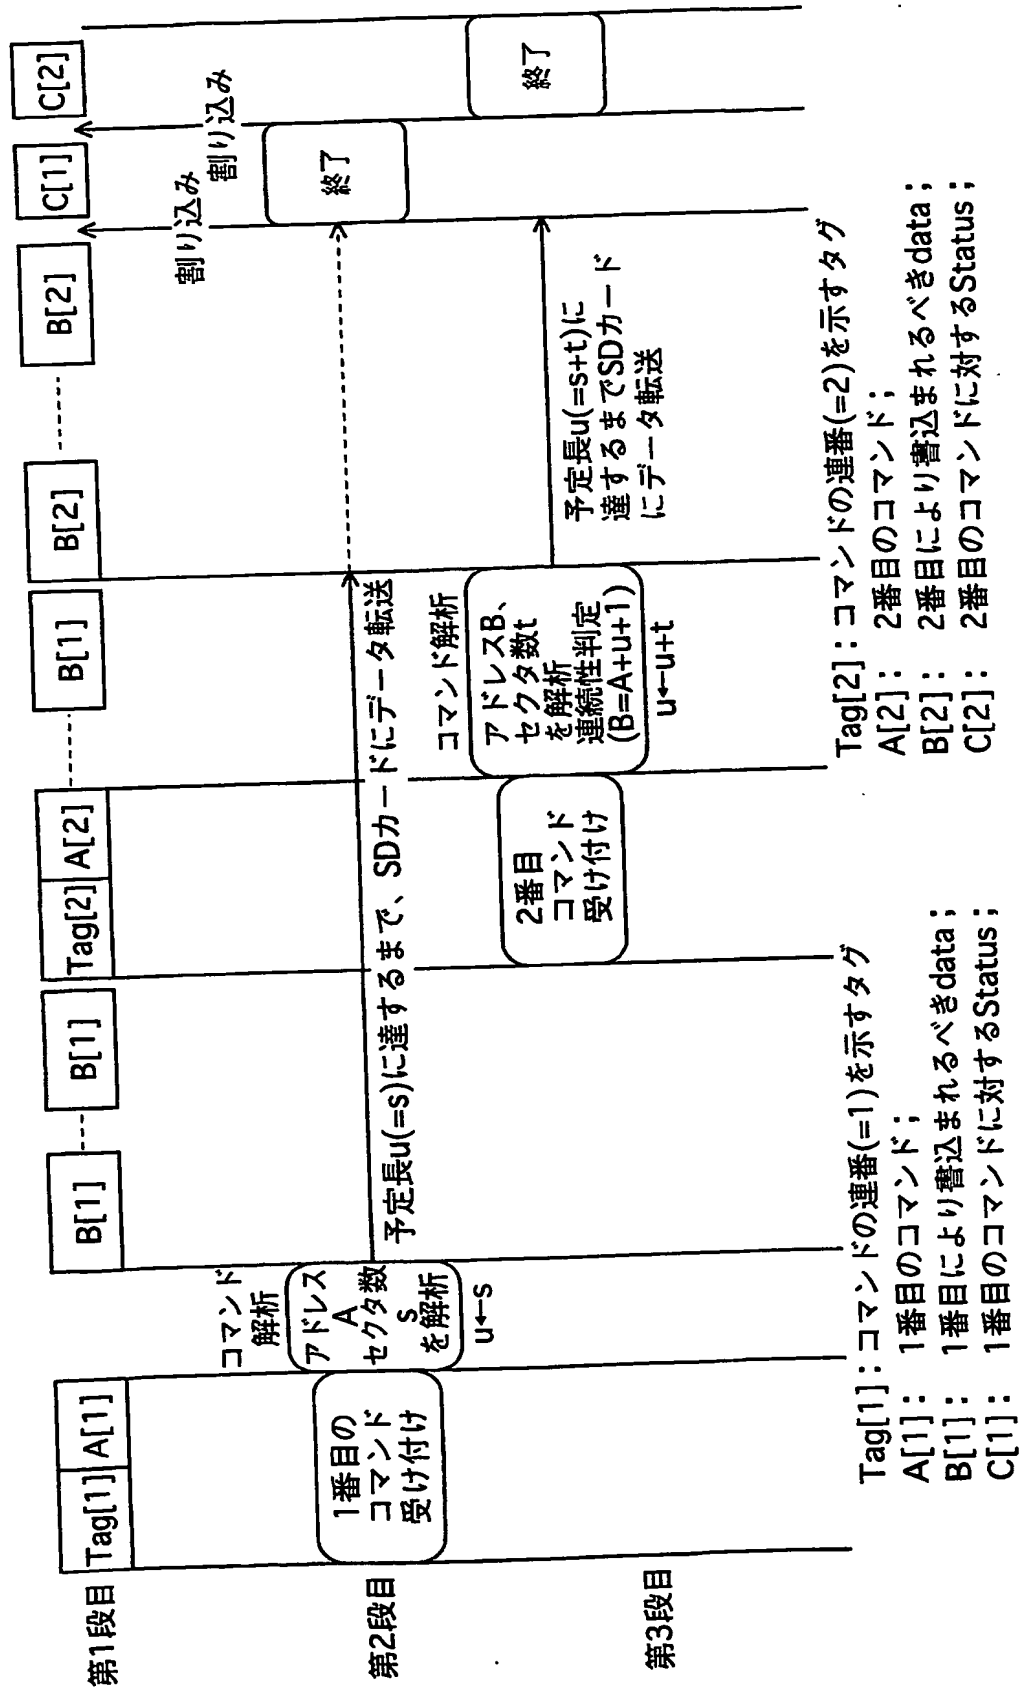 第1段目
Tag[1]
A[1]
B[1]
B[1]
Tag[2]
A[2]
B[1]
B[2]
B[2]
C[1]
C[2]
割り込み
割り込み
第2段目
1番目の
コマンド
受け付け
コマンド
解析
アドレス
A
セクタ数
s
を解析
u←s
予定長u(=s)に達するまで、SDカードにデータ転送
終了
第3段目
2番目
コマンド
受け付け
コマンド解析
アドレスB、
セクタ数t
を解析
連続性判定
(B=A+u+1)
u←u+t
予定長u(=s+t)に
達するまでSDカード
にデータ転送
終了
Tag[1]:コマンドの連番(=1)を示すタグ
A[1]: 1番目のコマンド;
B[1]: 1番目により書込まれるべきdata;
C[1]: 1番目のコマンドに対するStatus;
Tag[2]:コマンドの連番(=2)を示すタグ
A[2]: 2番目のコマンド;
B[2]: 2番目により書込まれるべきdata;
C[2]: 2番目のコマンドに対するStatus;